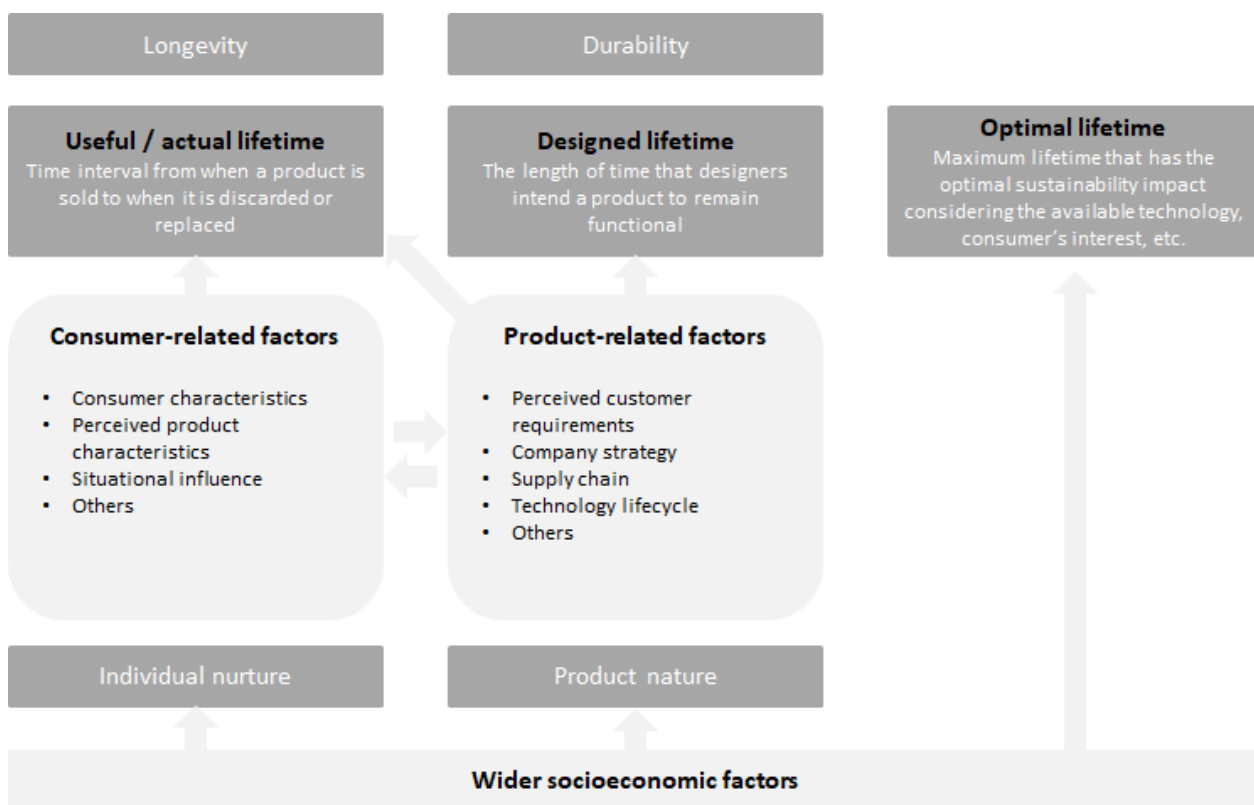 Longevity
Durability
Useful / actual lifetime
Time interval from when a product is
sold to when it is discarded or
replaced
Designed lifetime
The length of time that designers
intend a product to remain
functional
Optimal lifetime
Maximum lifetime that has the
optimal sustainability impact
considering the available technology,
consumer's interest, etc.
Consumer-related factors
• Consumer characteristics
• Perceived product
characteristics
• Situational influence
• Others
Product-related factors
• Perceived customer
requirements
• Company strategy
• Supply chain
• Technology lifecycle
• Others
Individual nurture
Product nature
Wider socioeconomic factors